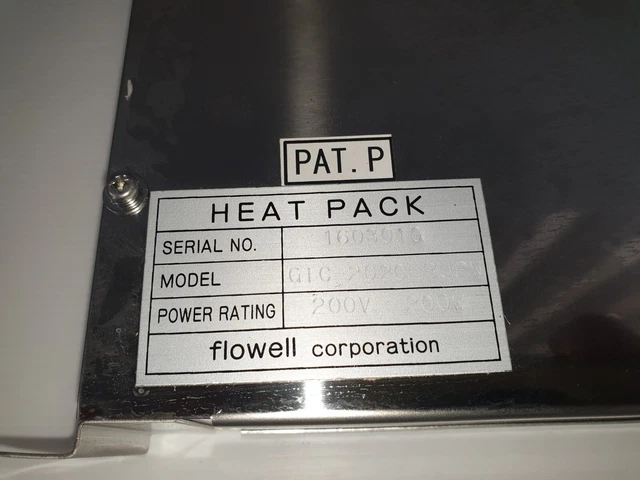 PAT. P
HEAT PACK
SERIAL NO.
MODEL
POWER RATING 200V
flowell corporation